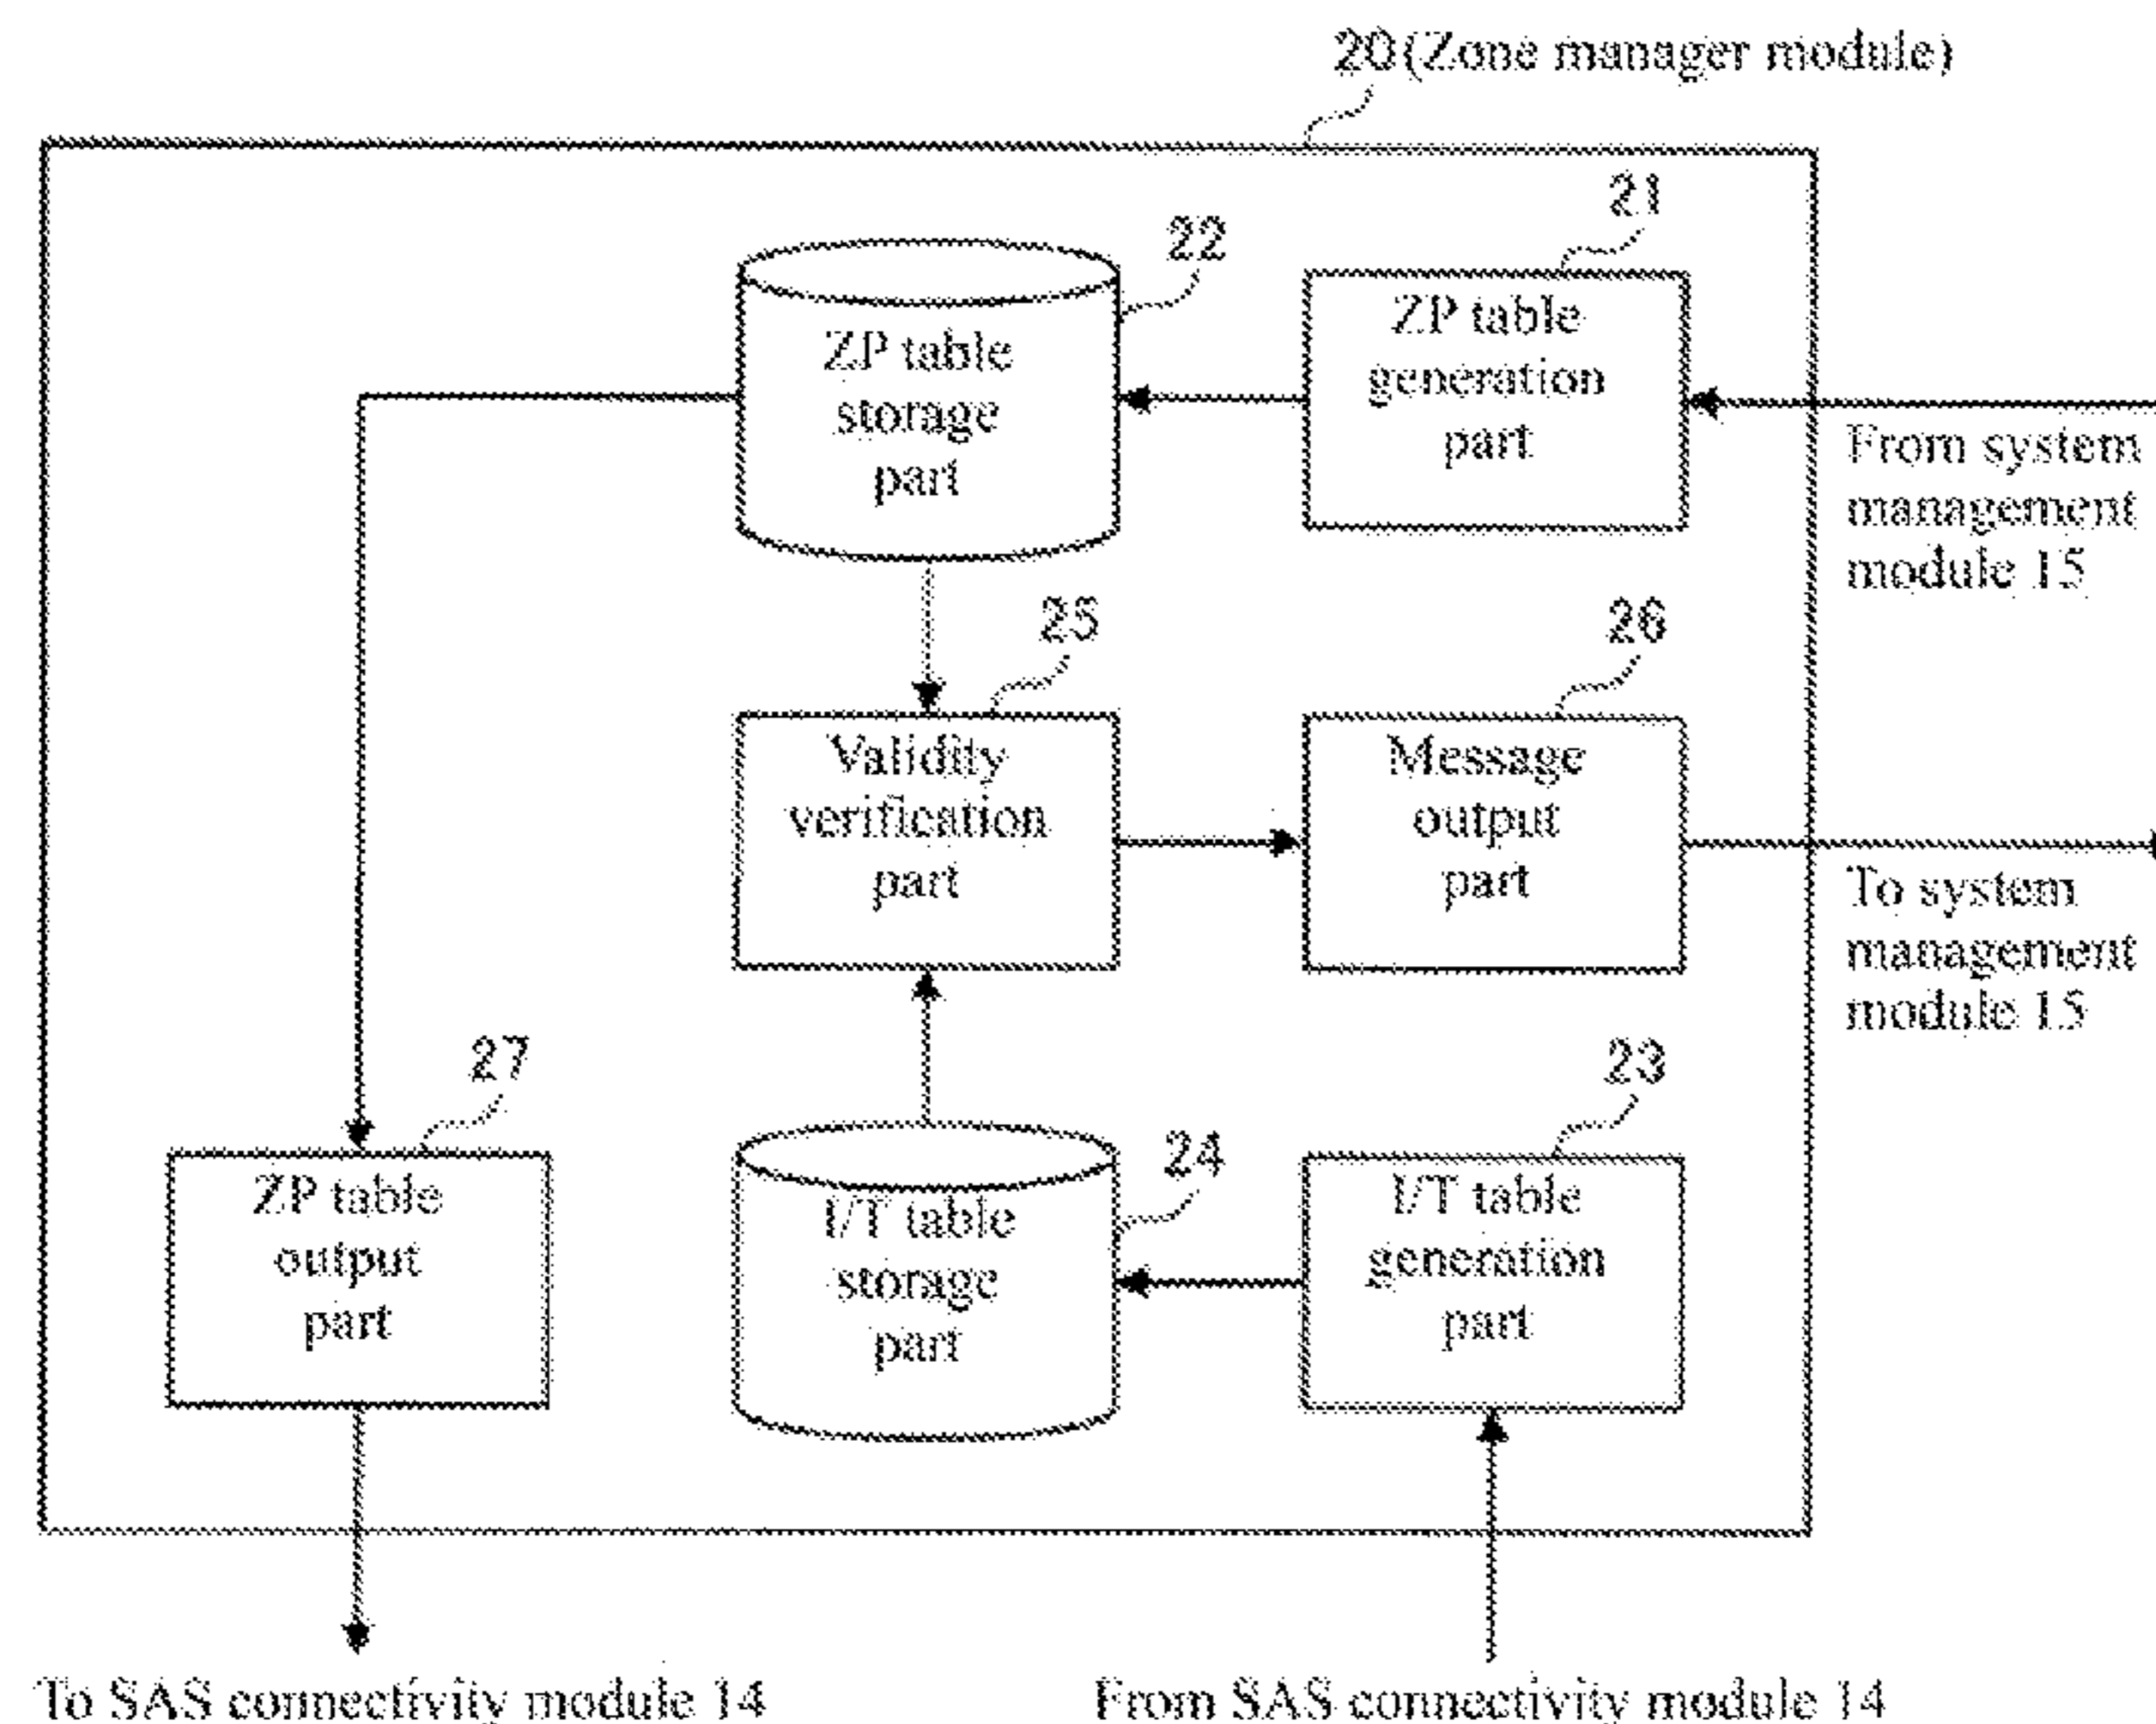 20(Zone manager module)
21
22
ZP table
generation
part
ZP table
storage
part
From system
management
module 15
25
26
Validity
verification
part
Message
output
part
To system
management
module 15
27
23
24
ZP table
output
part
I/T table
storage
part
I/T table
generation
part
To SAS connectivity module 14
From SAS connectivity module 14